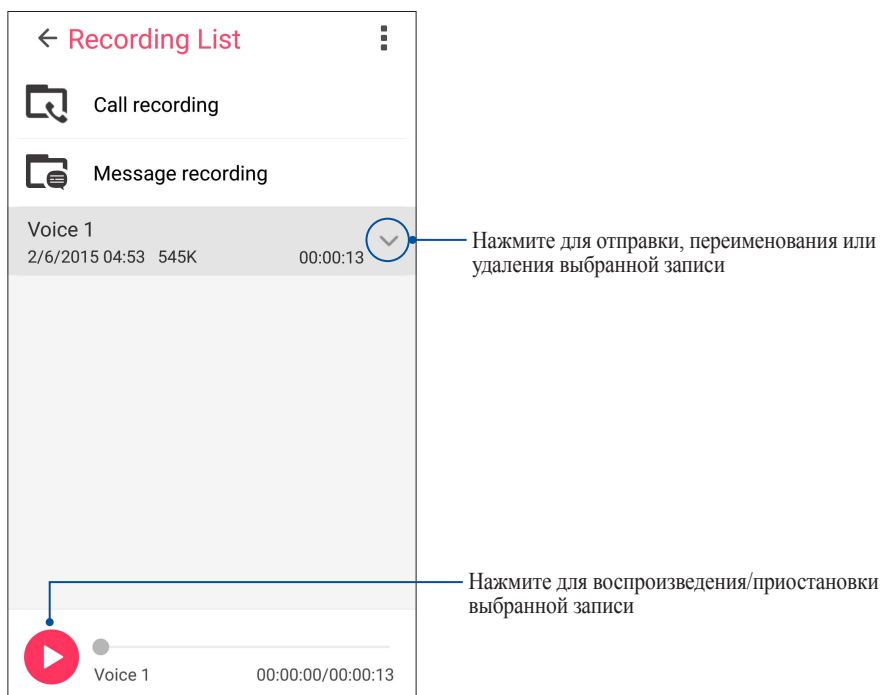 Recording List
Call recording
Message recording
Voice 1
2/6/2015 04:53 545K 00:00:13
Нажмите для отправки, переименования или
удаления выбранной записи
Нажмите для воспроизведения/приостановки
выбранной записи
Voice 1 00:00:00/00:00:13